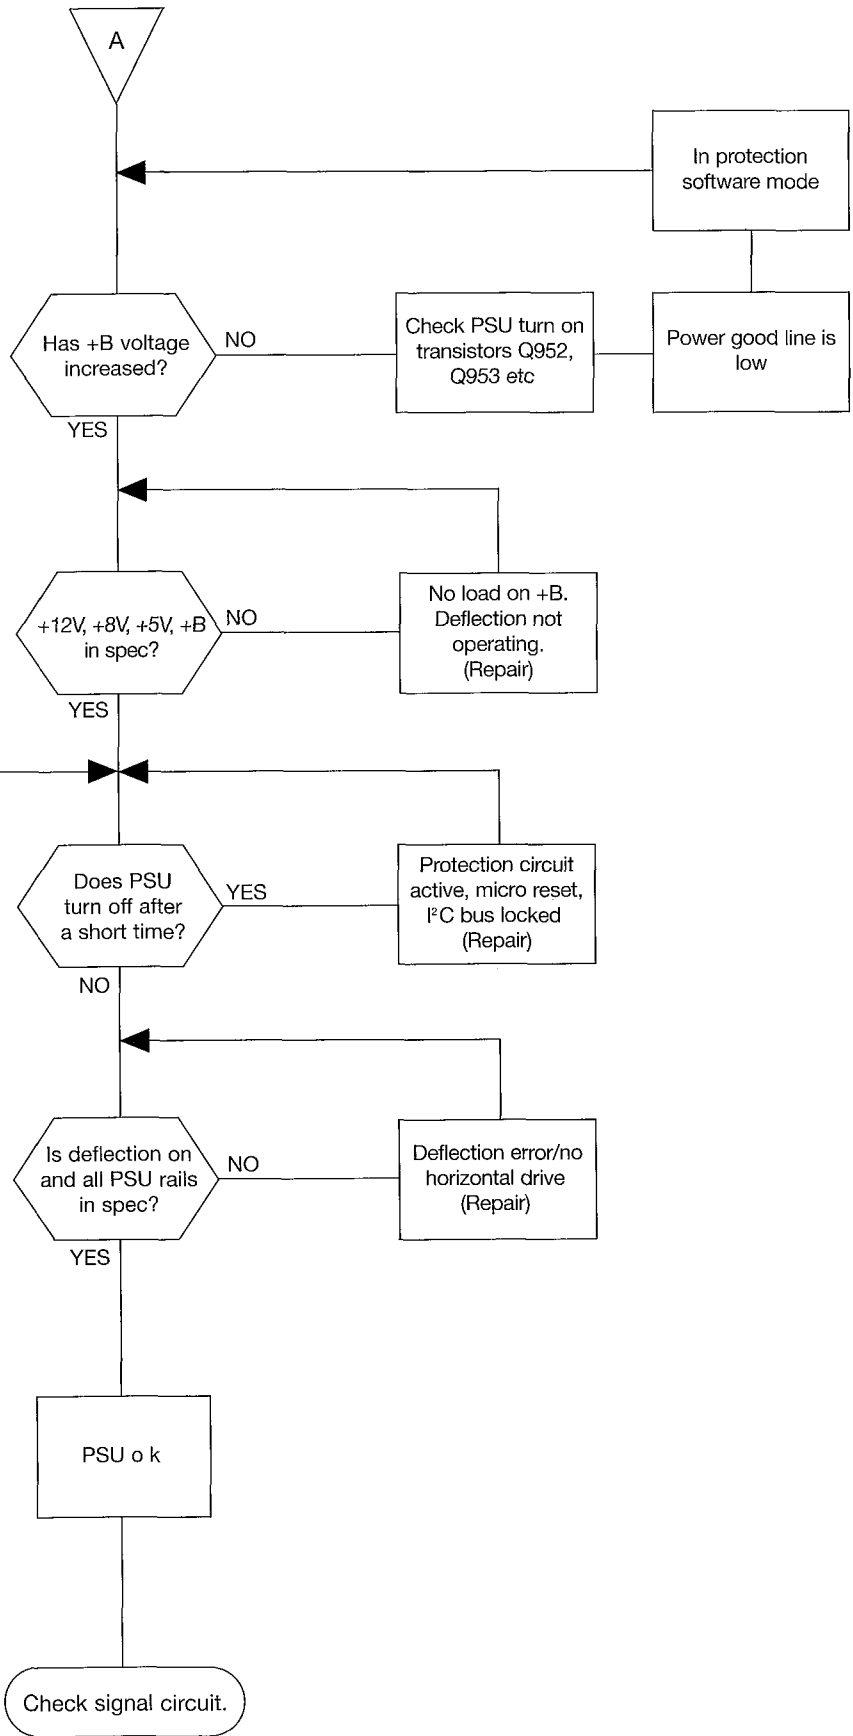 A
In protection
software mode
Has +B voltage
increased?
NO
Check PSU turn on
transistors Q952,
Q953 etc
Power good line is
low
YES
+12V, +8V, +5V, +B
in spec?
NO
No load on +B.
Deflection not
operating.
(Repair)
YES
Does PSU
turn off after
a short time?
YES
Protection circuit
active, micro reset,
I²C bus locked
(Repair)
NO
Is deflection on
and all PSU rails
in spec?
NO
Deflection error/no
horizontal drive
(Repair)
YES
PSU o k
Check signal circuit.